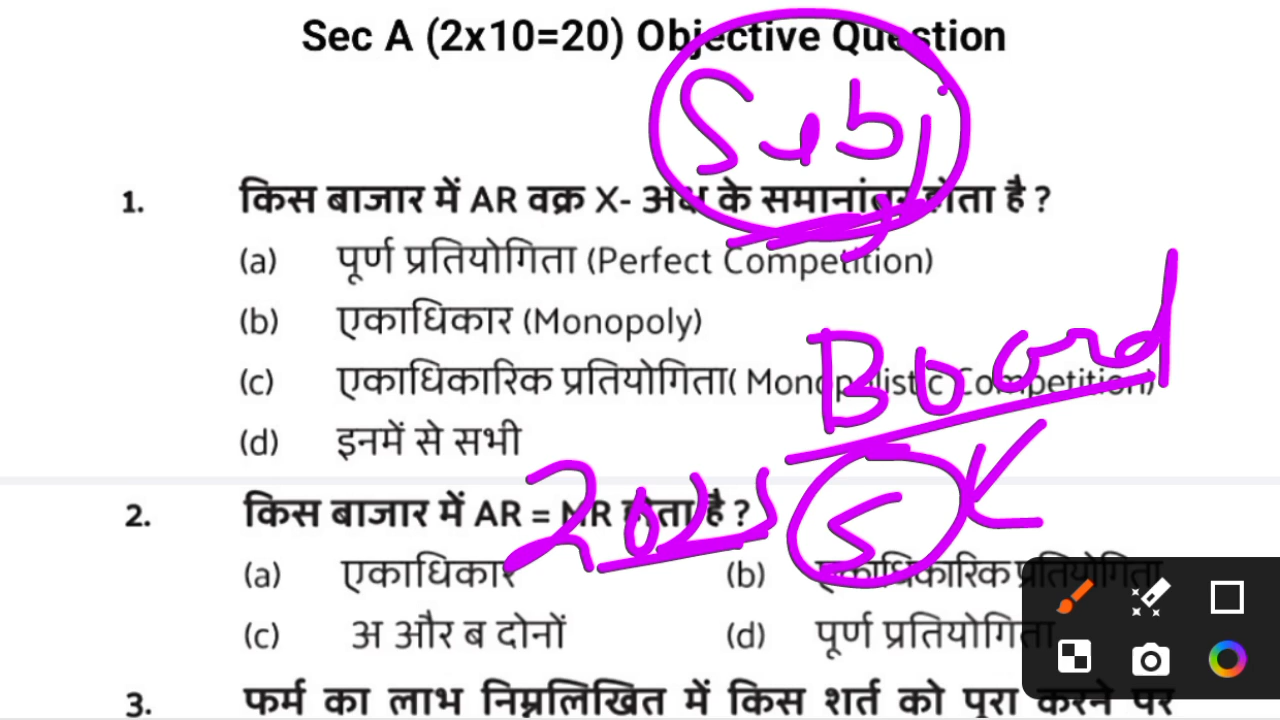 Sec A (2x10=20) Objective Question
Subj
1. किस बाजार में AR वक्र X- अक्ष के समानांतर होता है ?
(a) पूर्ण प्रतियोगिता (Perfect Competition)
(b) एकाधिकार (Monopoly)
(c) एकाधिकारिक प्रतियोगिता( Monopolistic Competition)
Board
(d) इनमें से सभी
2025 5 K
2. किस बाजार में AR = MR होता है ?
(a) एकाधिकार (b) एकाधिकारिक प्रतियोगिता
(c) अ और ब दोनों (d) पूर्ण प्रतियोगिता
3. फर्म का लाभ निम्नलिखित में किस शर्त को पूरा करने पर